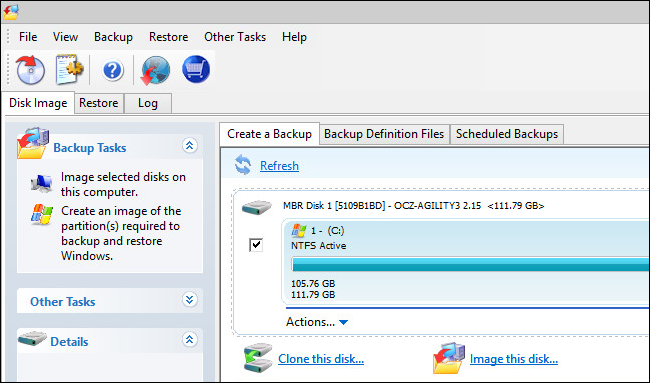 File View Backup Restore Other Tasks Help
Disk Image Restore Log
Backup Tasks
Image selected disks on
this computer.
Create an image of the
partition(s) required to
backup and restore
Windows.
Other Tasks
Details
Create a Backup Backup Definition Files Scheduled Backups
Refresh
MBR Disk 1 [5109B1BD] - OCZ-AGILITY3 2.15 <111.79 GB>
1 - (C:)
NTFS Active
105.76 GB
111.79 GB
Actions...
Clone this disk... Image this disk...